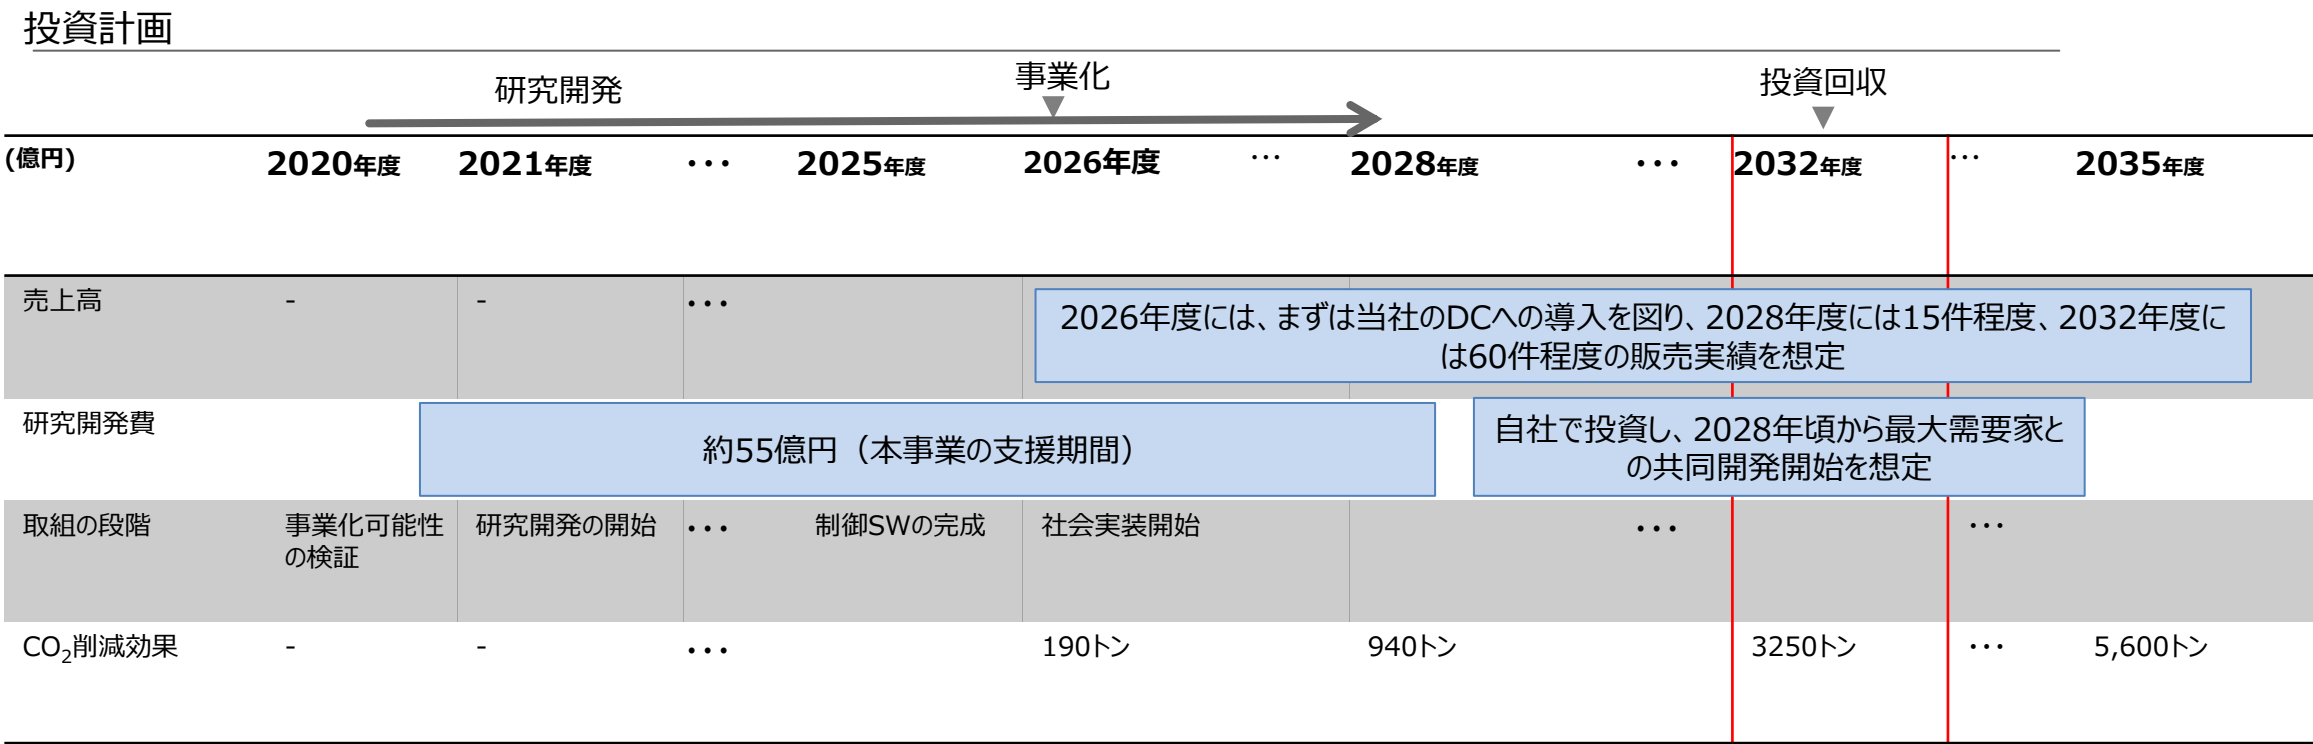 投資計画
研究開発
事業化
▼
投資回収
▼
(億円) 2020年度 2021年度 ・・・ 2025年度 2026年度 … 2028年度 ・・・ 2032年度 … 2035年度
売上高 - - ・・・
2026年度には、まずは当社のDCへの導入を図り、2028年度には15件程度、2032年度に
は60件程度の販売実績を想定
研究開発費
約55億円（本事業の支援期間）
自社で投資し、2028年頃から最大需要家と
の共同開発開始を想定
取組の段階 事業化可能性 研究開発の開始 ・・・ 制御SWの完成 社会実装開始 ・・・ ・・・
の検証
CO₂削減効果 - - ・・・ 190トン 940トン 3250トン ・・・ 5,600トン